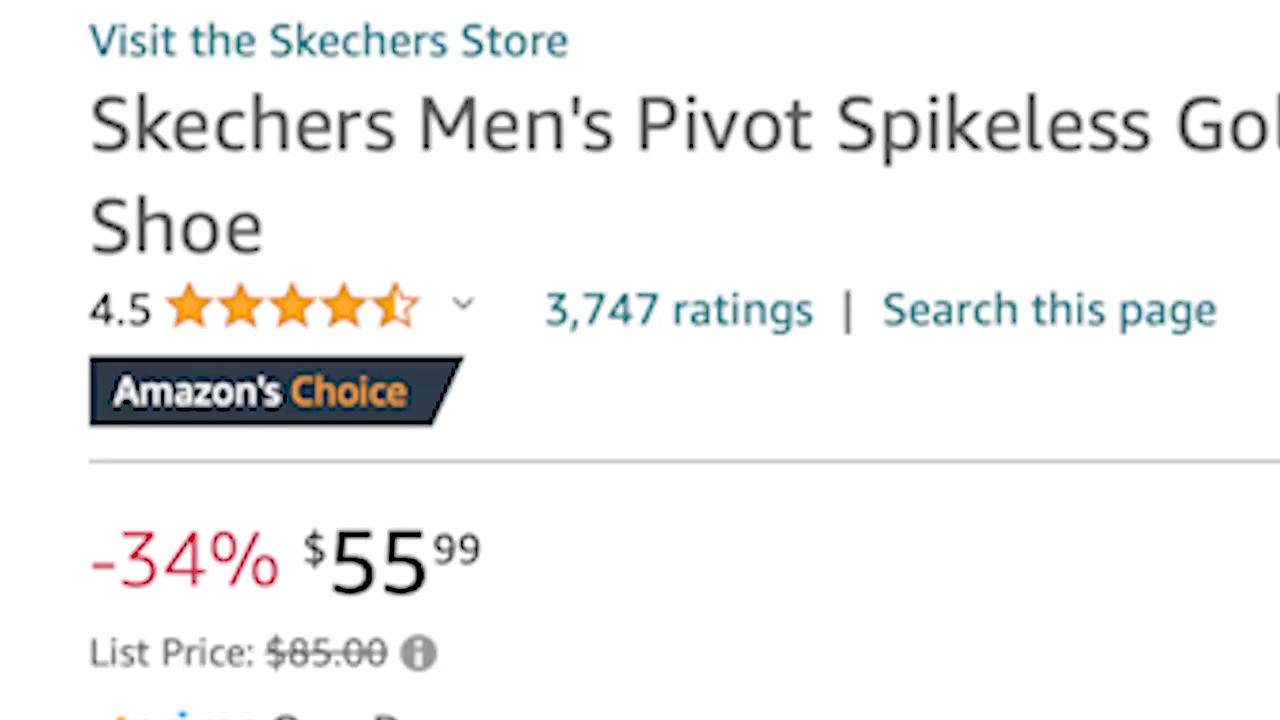 Visit the Skechers Store
Skechers Men's Pivot Spikeless Gol
Shoe
4.5 3,747 ratings | Search this page
Amazon's Choice
-34% $55 99
List Price: $85.00